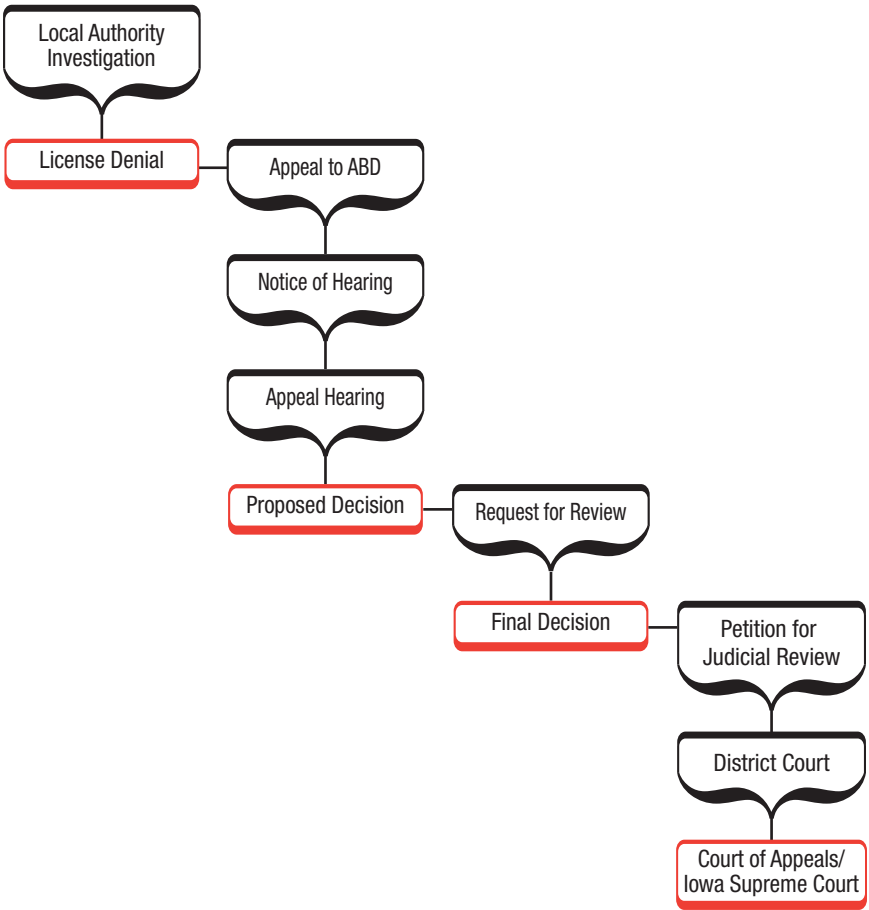 Local Authority
Investigation
License Denial
Appeal to ABD
Notice of Hearing
Appeal Hearing
Proposed Decision
Request for Review
Final Decision
Petition for
Judicial Review
District Court
Court of Appeals/
Iowa Supreme Court